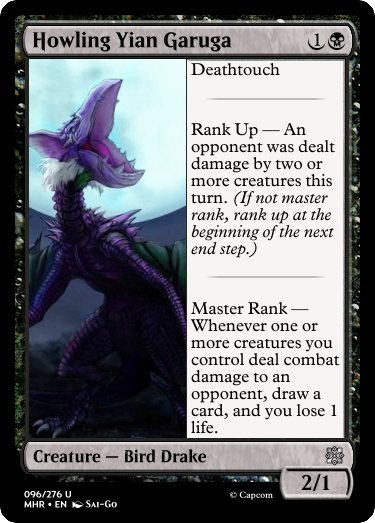 Howling Yian Garuga 1
Deathtouch
Rank Up — An
opponent was dealt
damage by two or
more creatures this
turn. (If not master
rank, rank up at the
beginning of the next
end step.)
Master Rank —
Whenever one or
more creatures you
control deal combat
damage to an
opponent, draw a
card, and you lose 1
life.
Creature — Bird Drake
2/1
096/276 U
MHR • EN Sai-Go
© Capcom